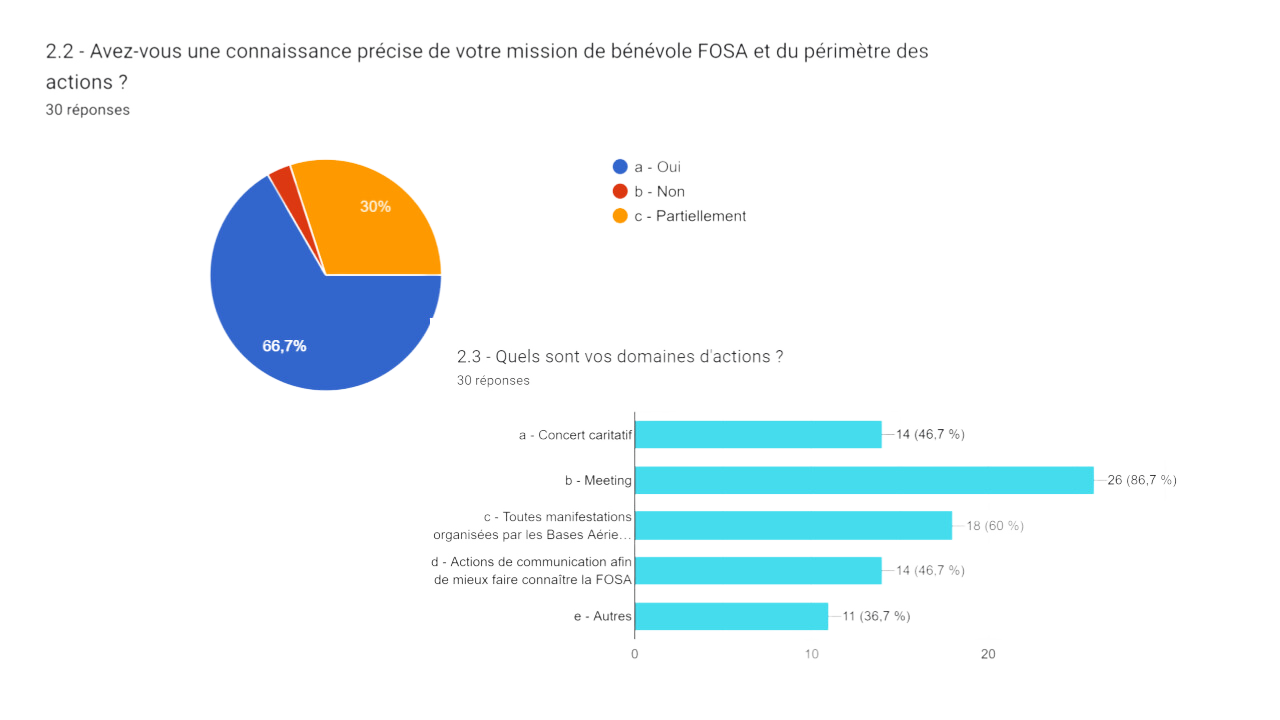 2.2 - Avez-vous une connaissance précise de votre mission de bénévole FOSA et du périmètre des
actions ?
30 réponses
a - Oui
b - Non
c - Partiellement
30%
66,7%
2.3 - Quels sont vos domaines d'actions ?
30 réponses
a - Concert caritatif
14 (46,7 %)
b - Meeting
26 (86,7 %)
c - Toutes manifestations
organisées par les Bases Aérie…
18 (60 %)
d - Actions de communication afin
de mieux faire connaître la FOSA
14 (46,7 %)
e - Autres
11 (36,7 %)
0
10
20